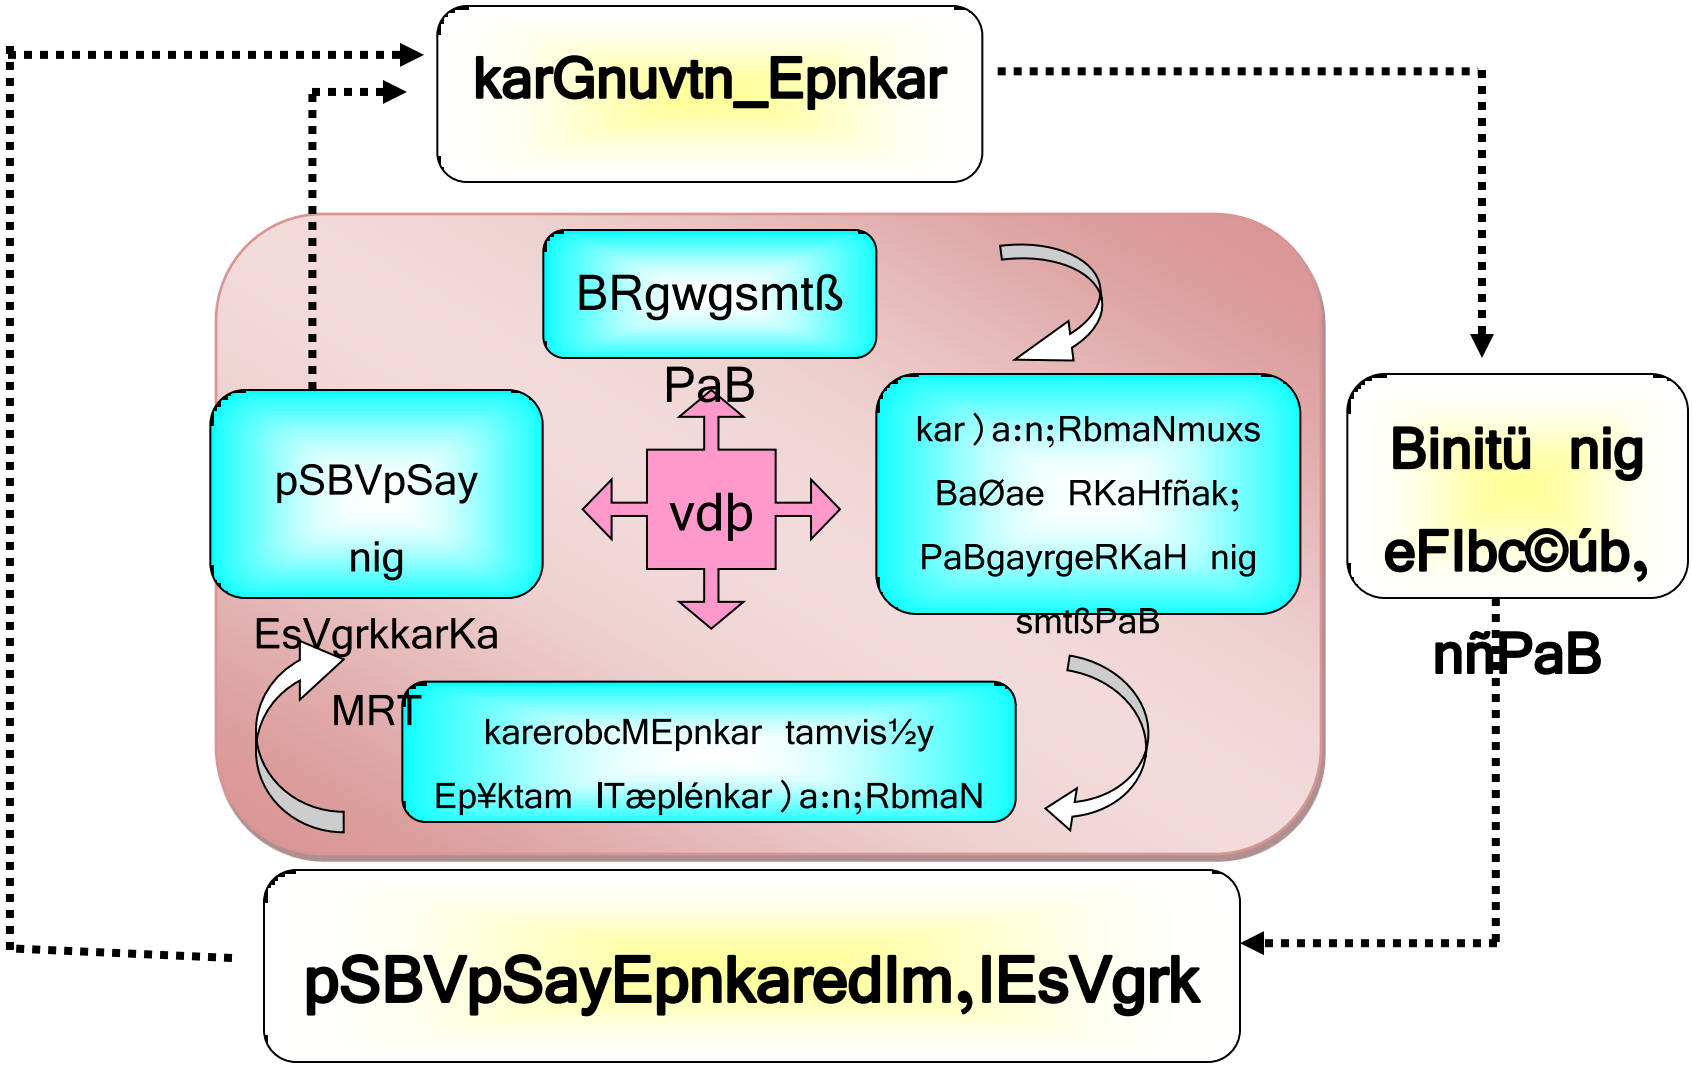 karGnuvtn_Epnkar
BRgwgsmtß
PaB
kar)a:n;RbmaNmuxs
BaØae RKaHfñak;
PaBgayrgeRKaH nig
smtßPaB
pSBVpSay
nig
EsVgrkkarKa
MRT
vdþ
karerobcMEpnkar tamvis½y
Ep¥ktam lTæplénkar)a:n;RbmaN
Binitü nig
eFIbc©úb,
nñPaB
pSBVpSayEpnkaredIm,IEsVgrk